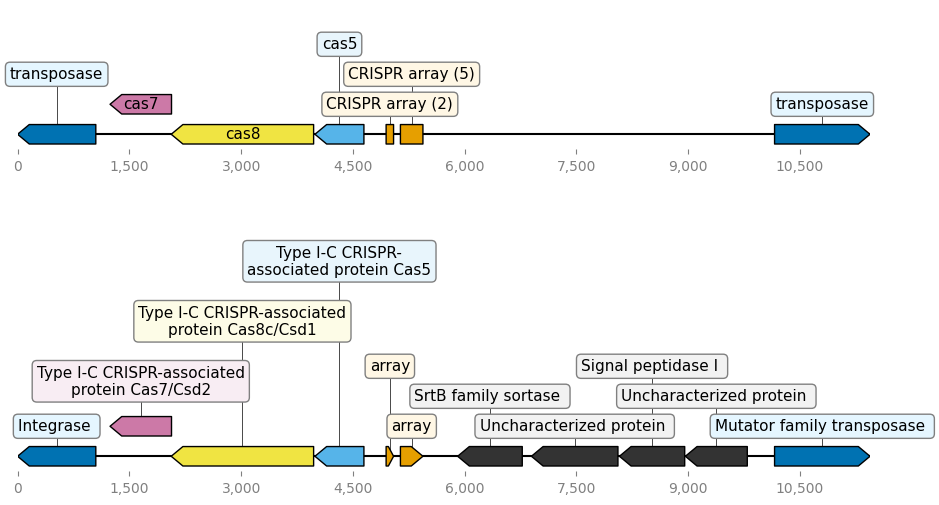 cas5
transposase
CRISPR array (5)
cas7
CRISPR array (2)
transposase
cas8
0 1,500 3,000 4,500 6,000 7,500 9,000 10,500
Type I-C CRISPR-
associated protein Cas5
Type I-C CRISPR-associated
protein Cas8c/Csd1
Type I-C CRISPR-associated
protein Cas7/Csd2
array
Signal peptidase I
SrtB family sortase
Uncharacterized protein
Integrase
array
Uncharacterized protein
Mutator family transposase
0 1,500 3,000 4,500 6,000 7,500 9,000 10,500